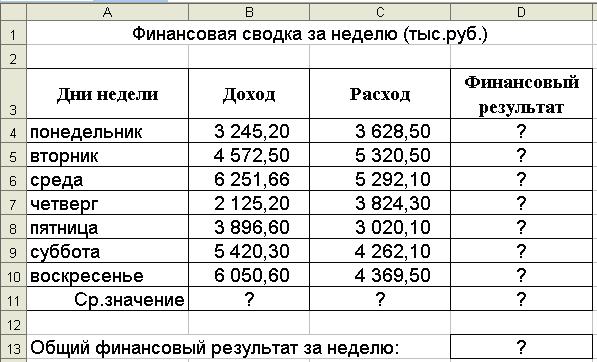 A B C D
1 Финансовая сводка за неделю (тыс.руб.)
2
3 Дни недели Доход Расход Финансовый результат
4 понедельник 3 245,20 3 628,50 ?
5 вторник 4 572,50 5 320,50 ?
6 среда 6 251,66 5 292,10 ?
7 четверг 2 125,20 3 824,30 ?
8 пятница 3 896,60 3 020,10 ?
9 суббота 5 420,30 4 262,10 ?
10 воскресенье 6 050,60 4 369,50 ?
11 Ср.значение ? ? ?
12
13 Общий финансовый результат за неделю: ?